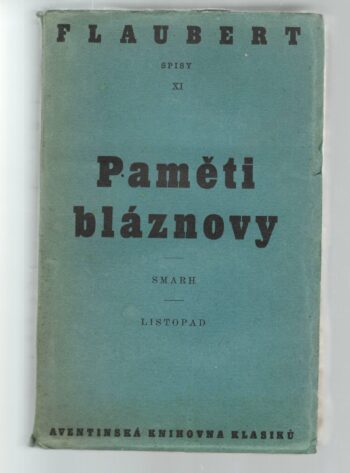 FLAUBERT
SPISY
XI
Paměti
bláznovy
SMARH
LISTOPAD
AVENTINSKÁ KNIHOVNA KLASIKŮ